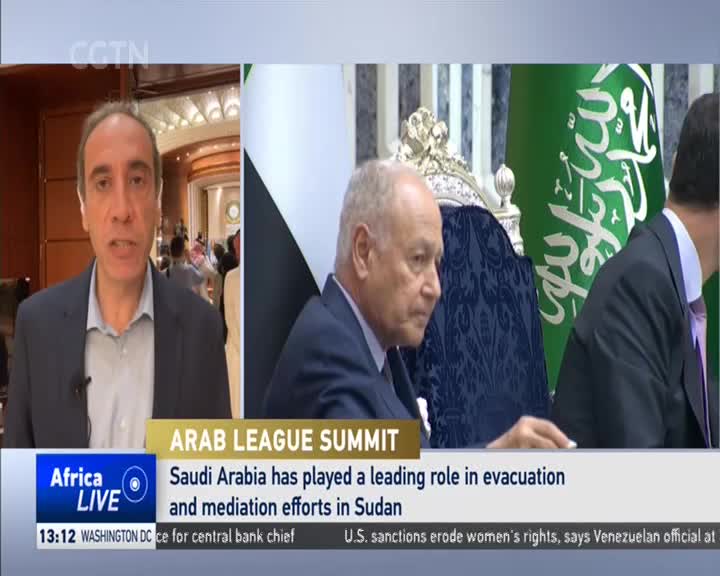 CGTN
ARAB LEAGUE SUMMIT
Saudi Arabia has played a leading role in evacuation
and mediation efforts in Sudan
Africa
LIVE
13:12 WASHINGTON DC ce for central bank chief U.S. sanctions erode women's rights, says Venezuelan official at